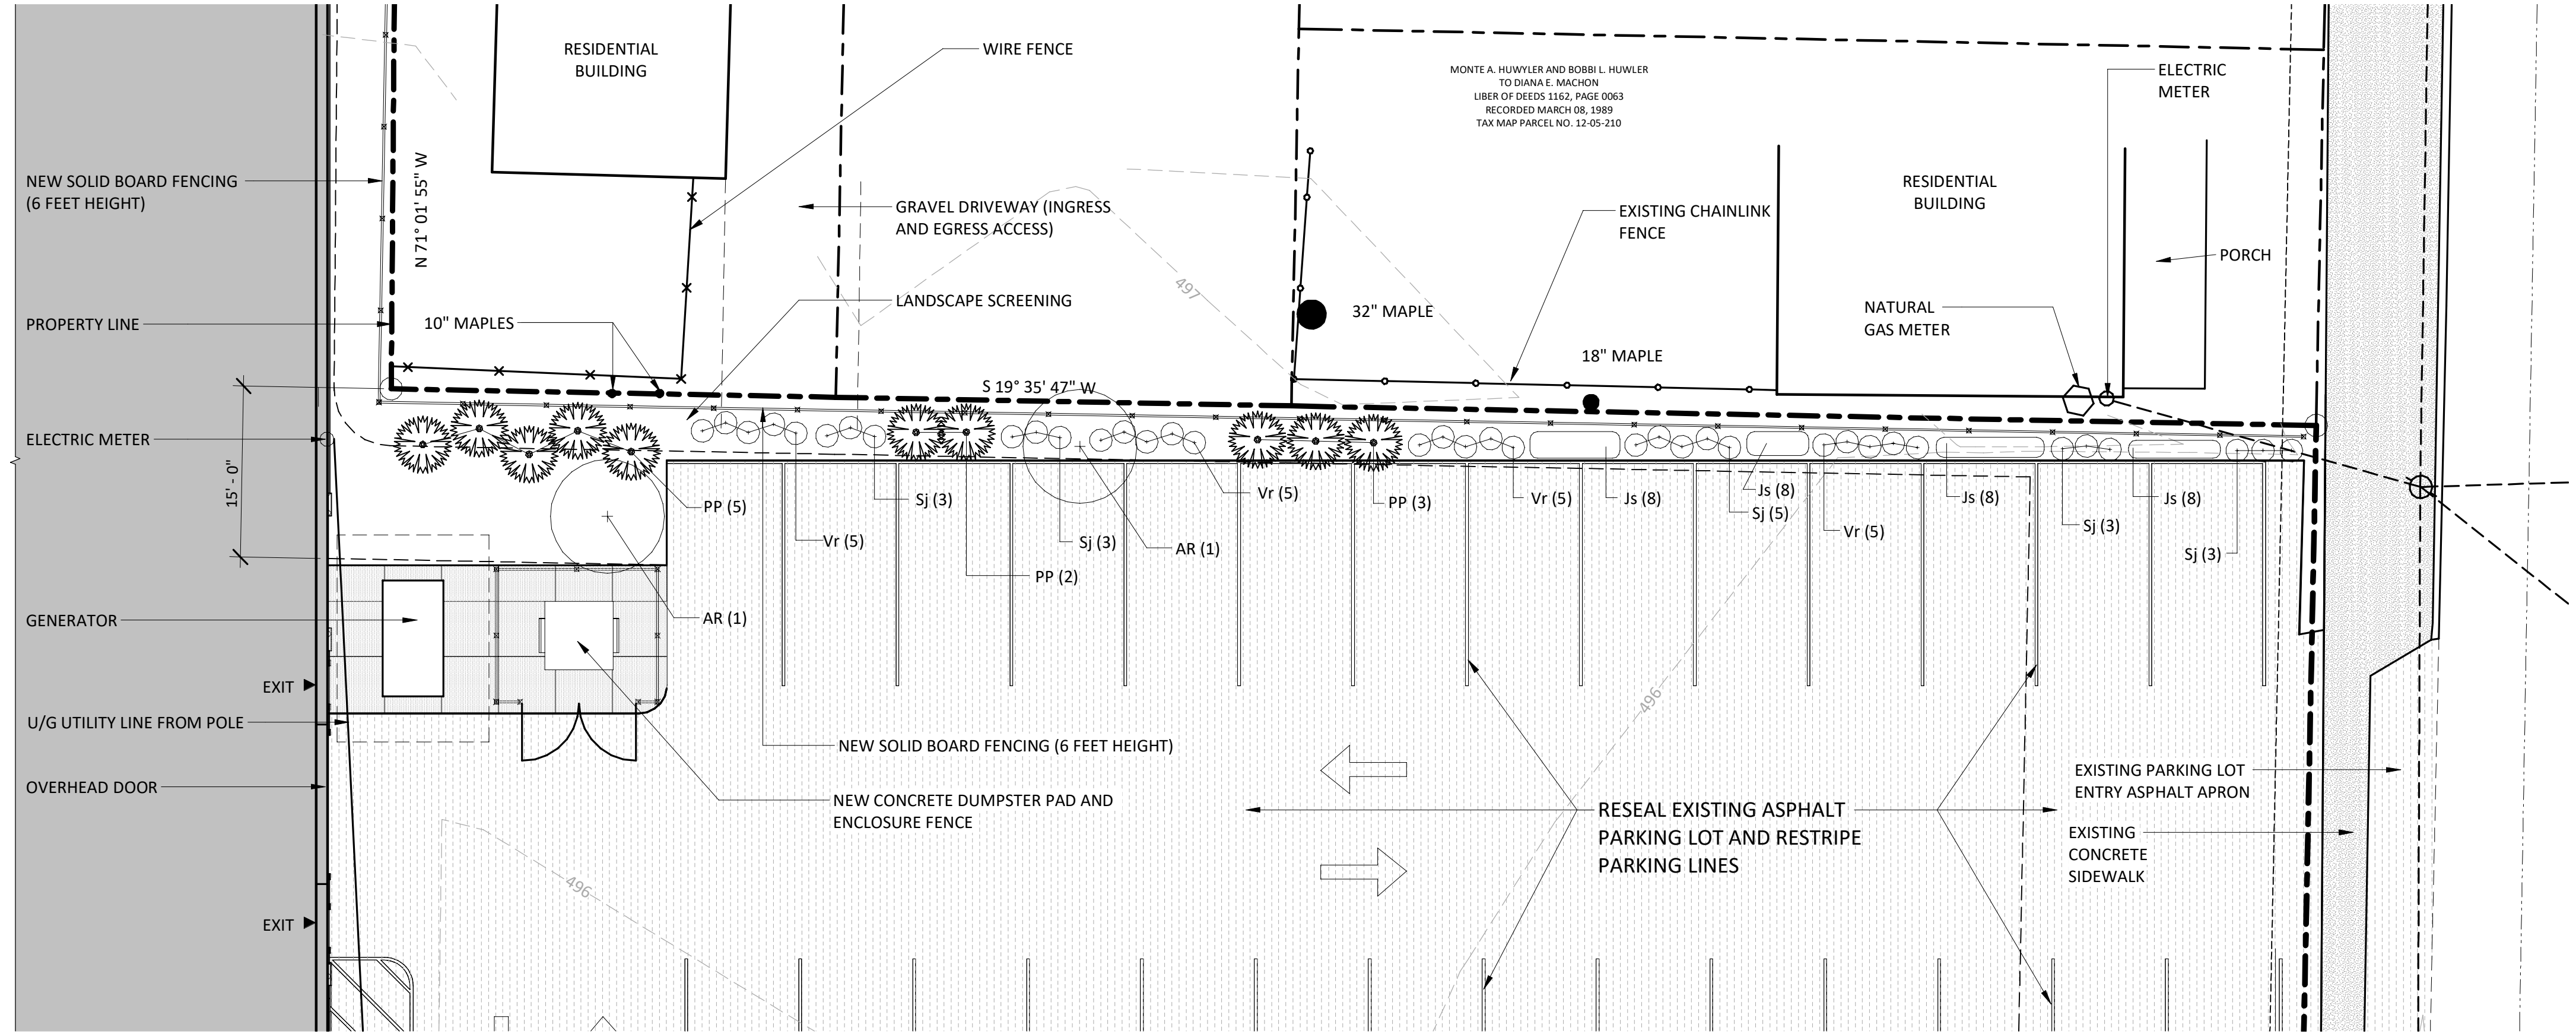 RESIDENTIAL
BUILDING
WIRE FENCE
MONTE A. HUWYLER AND BOBBI L. HUWLER
TO DIANA E. MACHON
LIBER OF DEEDS 1162, PAGE 0063
RECORDED MARCH 08, 1989
TAX MAP PARCEL NO. 12-05-210
ELECTRIC
METER
NEW SOLID BOARD FENCING
(6 FEET HEIGHT)
N 71° 01' 55" W
GRAVEL DRIVEWAY (INGRESS
AND EGRESS ACCESS)
EXISTING CHAINLINK
FENCE
RESIDENTIAL
BUILDING
PORCH
497
LANDSCAPE SCREENING
PROPERTY LINE
10" MAPLES
32" MAPLE
NATURAL
GAS METER
18" MAPLE
S 19° 35' 47" W
ELECTRIC METER
15' - 0"
PP (5)
Vr (5)
Sj (3)
Sj (3)
PP (2)
AR (1)
Vr (5)
PP (3)
Vr (5)
Js (8)
Js (8)
Sj (5)
Vr (5)
Js (8)
Sj (3)
Js (8)
Sj (3)
GENERATOR
AR (1)
EXIT
U/G UTILITY LINE FROM POLE
496
NEW SOLID BOARD FENCING (6 FEET HEIGHT)
OVERHEAD DOOR
NEW CONCRETE DUMPSTER PAD AND
ENCLOSURE FENCE
RESEAL EXISTING ASPHALT
PARKING LOT AND RESTRIPE
PARKING LINES
EXISTING PARKING LOT
ENTRY ASPHALT APRON
EXISTING
CONCRETE
SIDEWALK
496
EXIT